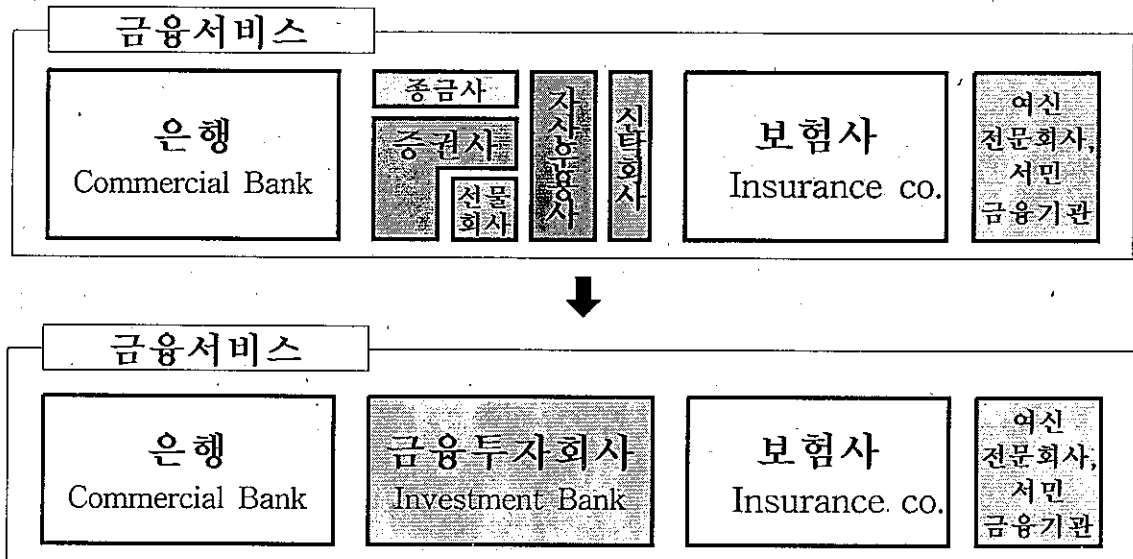 금융서비스
은행
Commercial Bank
종금사
증권사
선물
회사
자산운용사
신탁회사
보험사
Insurance co.
여신
전문회사,
서민
금융기관
금융서비스
은행
Commercial Bank
금융투자회사
Investment Bank
보험사
Insurance co.
여신
전문회사,
서민
금융기관